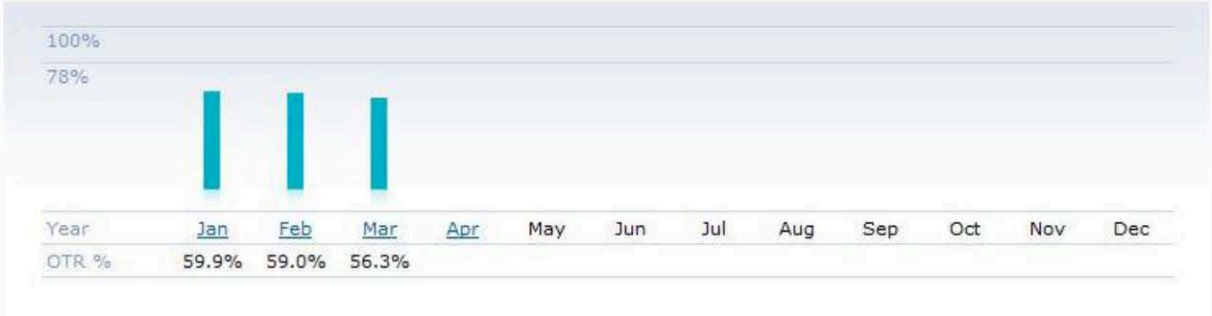 100%
78%
Year Jan Feb Mar Apr May Jun Jul Aug Sep Oct Nov Dec
OTR % 59.9% 59.0% 56.3%